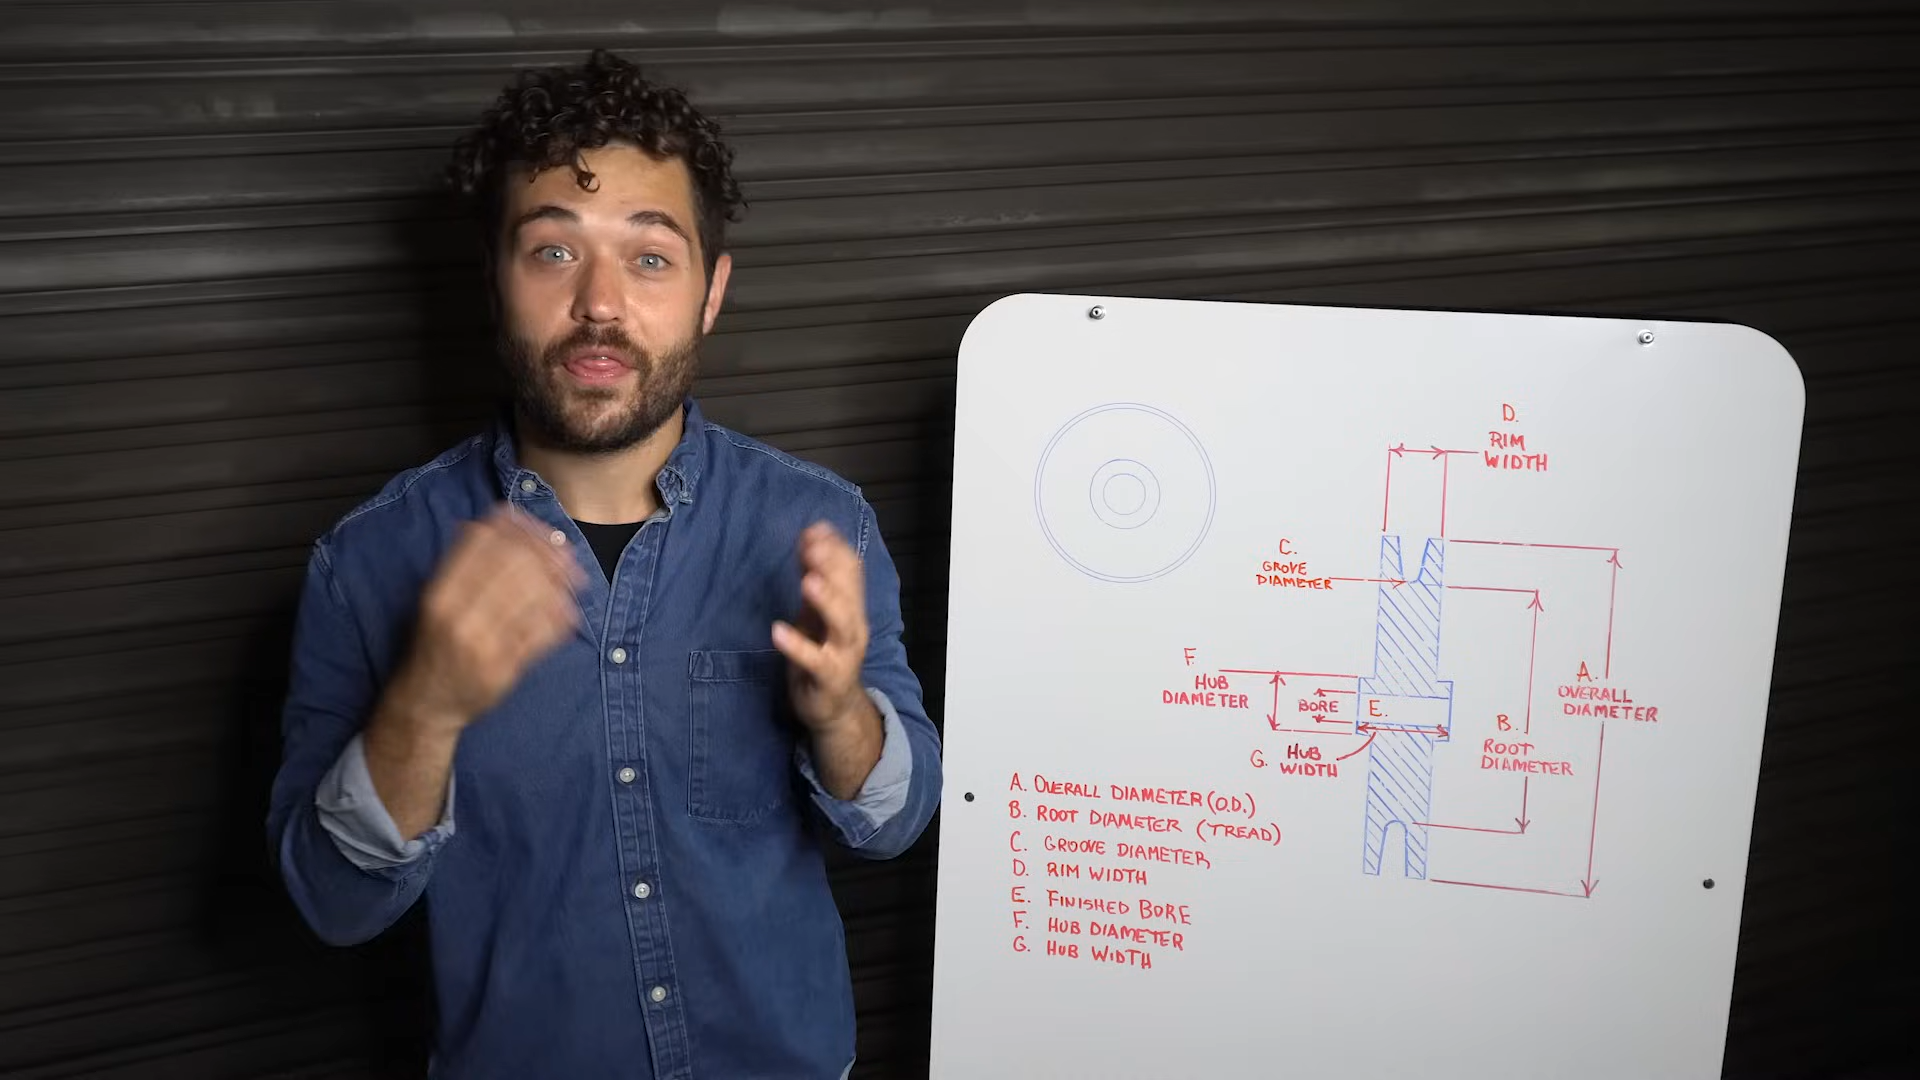 D.
RIM
WIDTH
C.
GROVE
DIAMETER
F.
HUB
DIAMETER
BORE
E.
G. HUB
WIDTH
A.
OVERALL
DIAMETER
B.
ROOT
DIAMETER
A. OVERALL DIAMETER (O.D.)
B. ROOT DIAMETER (TREAD)
C. GROOVE DIAMETER
D. RIM WIDTH
E. FINISHED BORE
F. HUB DIAMETER
G. HUB WIDTH